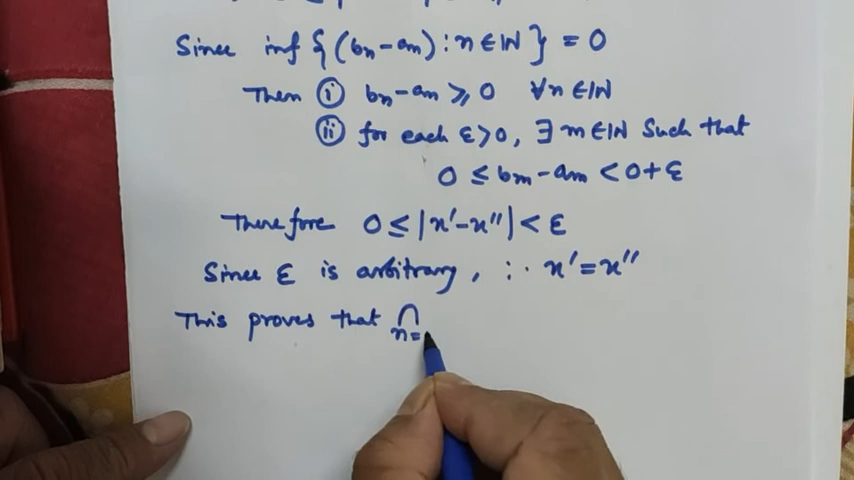 Since inf {(bn-an) : n ∈ IN} = 0
Then (i) bn-an ⩾ 0 ∀n ∈ IN
(ii) for each ε>0, ∃ m ∈ IN Such that
0 ≤ bm-am < 0+ε
Therefore 0 ≤ |x'-x''| < ε
Since ε is arbitrary, ∴ x'=x''
This proves that ∩
n=